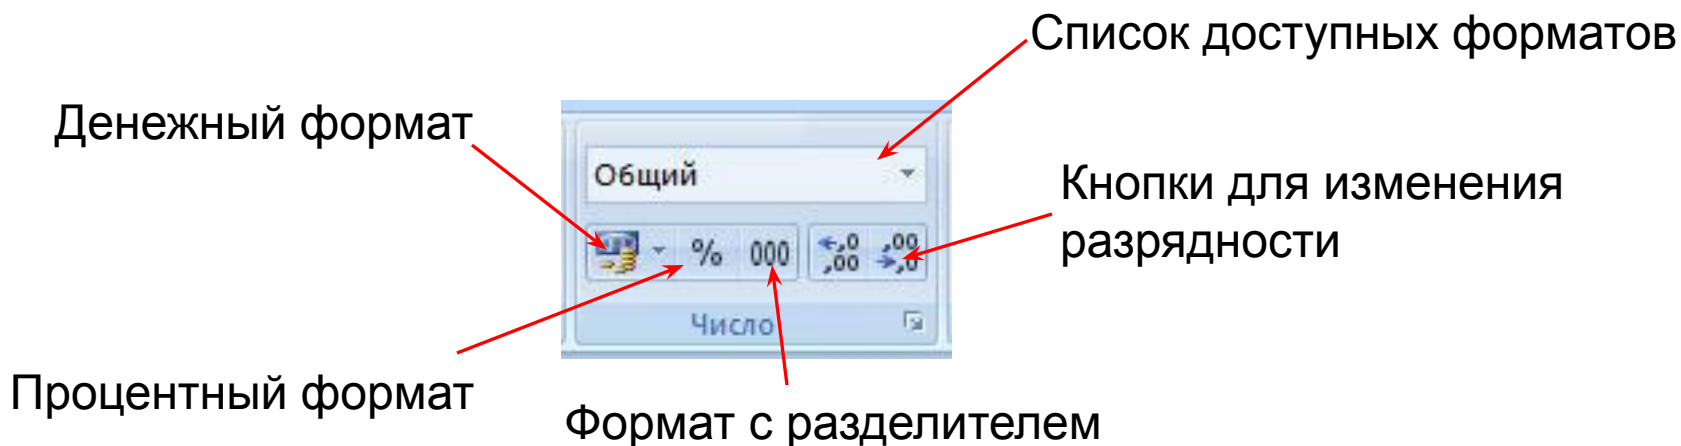 Список доступных форматов
Денежный формат
Общий
Кнопки для изменения
разрядности
% 000 ,0 ,00 ,00 ,0
Число
Процентный формат
Формат с разделителем